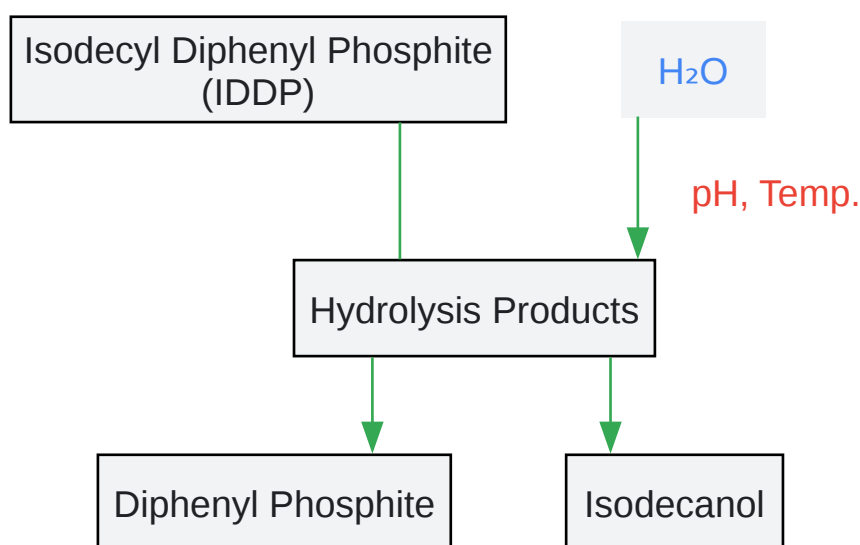 Isodecyl Diphenyl Phosphite
(IDDP)
H₂O
pH, Temp.
Hydrolysis Products
Diphenyl Phosphite
Isodecanol